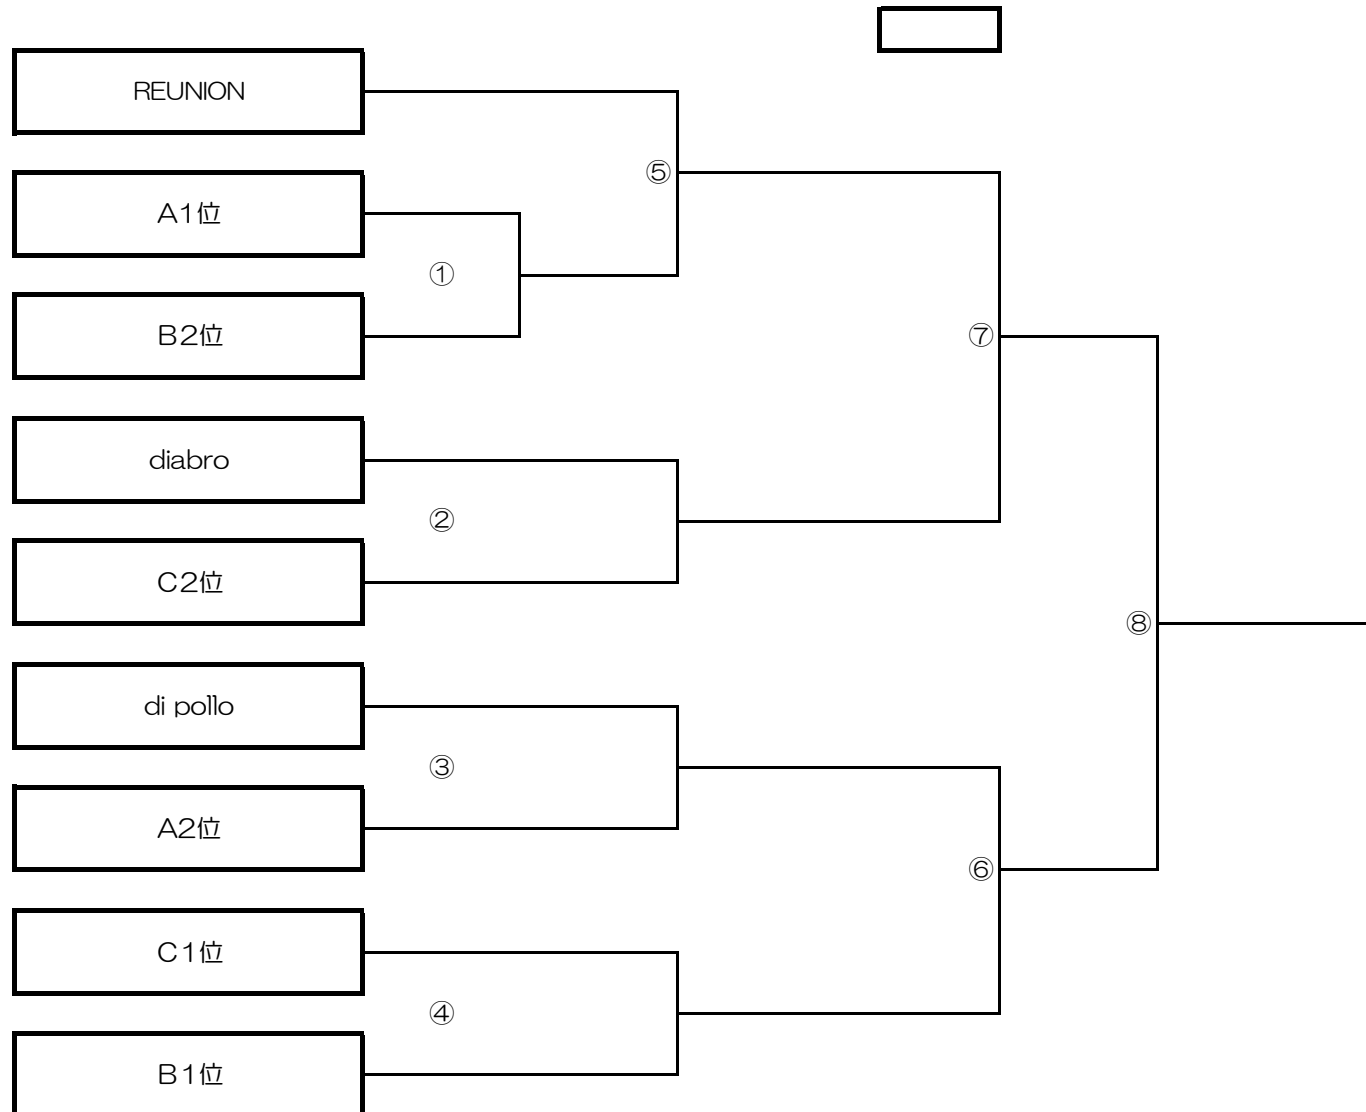 REUNION
⑤
A1位
①
B2位
⑦
diabro
②
C2位
⑧
di pollo
③
A2位
⑥
C1位
④
B1位